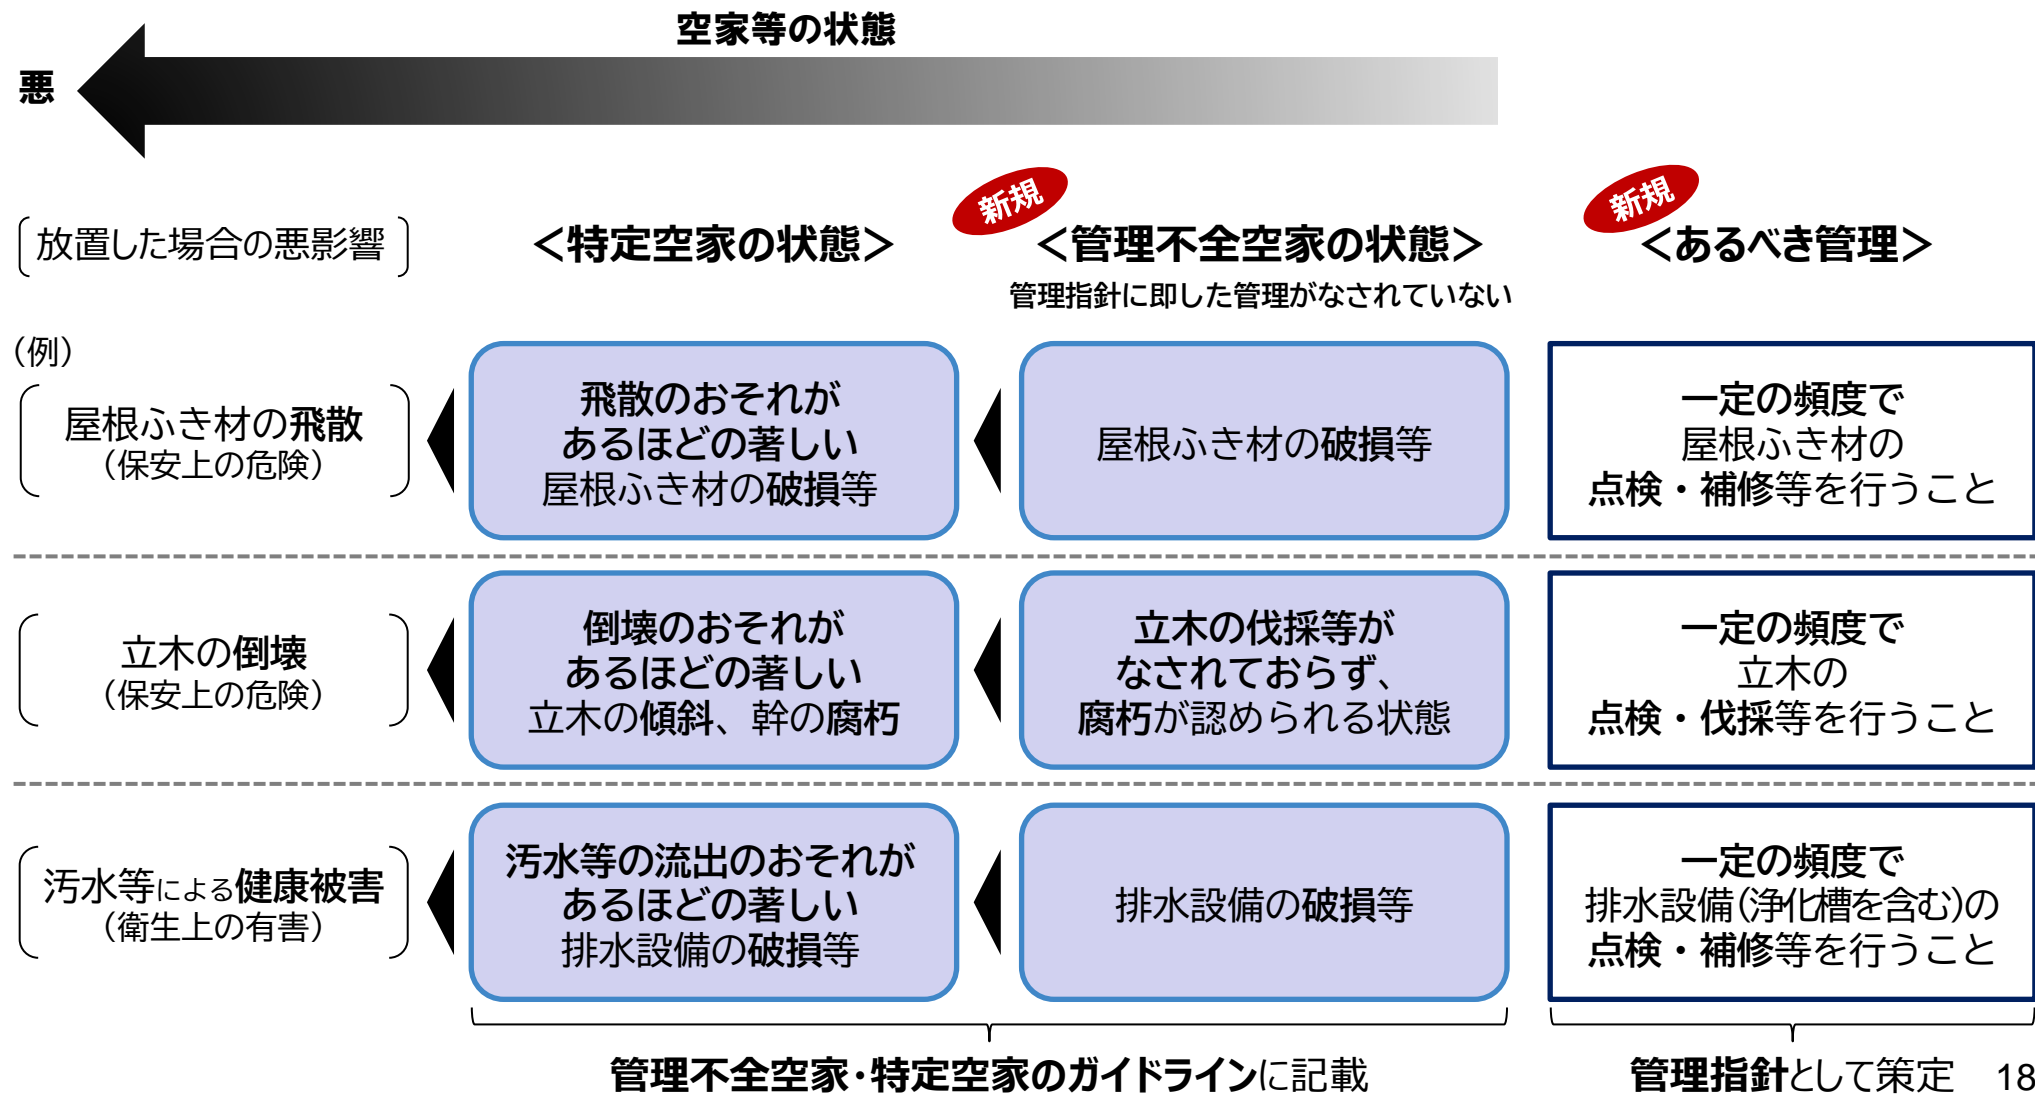 空家等の状態
悪
新規
新規
放置した場合の悪影響
＜特定空家の状態＞
＜管理不全空家の状態＞
管理指針に即した管理がなされていない
＜あるべき管理＞
（例）
屋根ふき材の飛散
（保安上の危険）
飛散のおそれが
あるほどの著しい
屋根ふき材の破損等
屋根ふき材の破損等
一定の頻度で
屋根ふき材の
点検・補修等を行うこと
立木の倒壊
（保安上の危険）
倒壊のおそれが
あるほどの著しい
立木の傾斜、幹の腐朽
立木の伐採等が
なされておらず、
腐朽が認められる状態
一定の頻度で
立木の
点検・伐採等を行うこと
汚水等による健康被害
（衛生上の有害）
汚水等の流出のおそれが
あるほどの著しい
排水設備の破損等
排水設備の破損等
一定の頻度で
排水設備（浄化槽を含む）の
点検・補修等を行うこと
管理不全空家・特定空家のガイドラインに記載
管理指針として策定
18